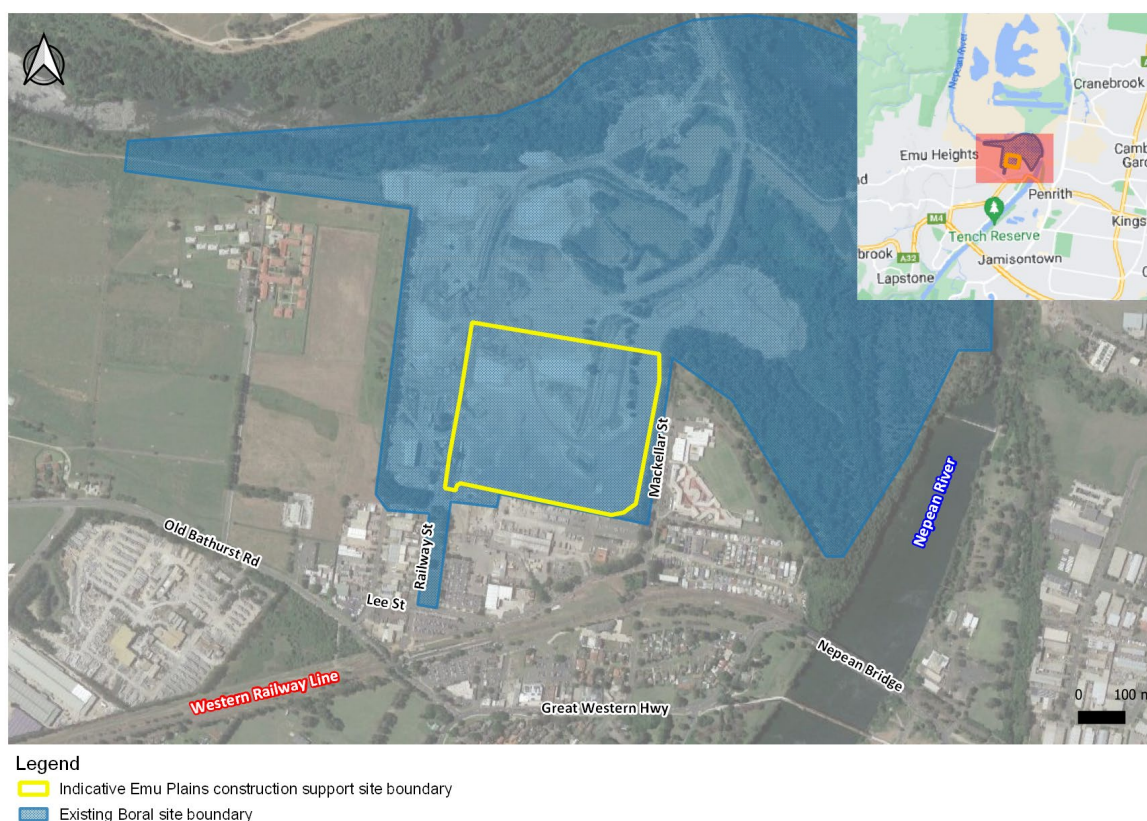 Nepean River
Cranebrook
Emu Heights
Penrith
M4
Tench Reserve
A32
Jamisontown
Lapstone
Mackellar St
Nepean River
Old Bathurst Rd
Railway St
Lee St
Nepean Bridge
Western Railway Line
Great Western Hwy
0 100 m
Legend
Indicative Emu Plains construction support site boundary
Existing Boral site boundary